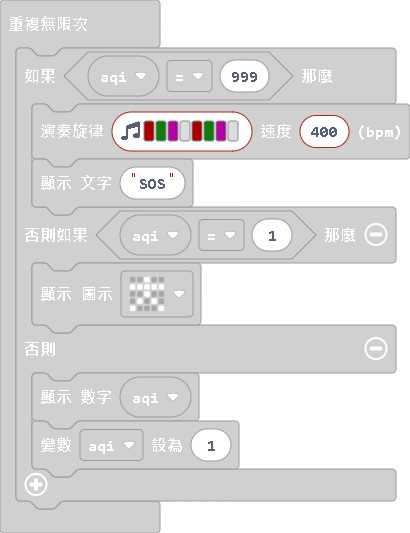 重複無限次
如果 aqi = 999 那麼
演奏旋律 速度 400 (bpm)
顯示 文字 "SOS"
否則如果 aqi = 1 那麼
顯示 圖示
否則
顯示 數字 aqi
變數 aqi 設為 1